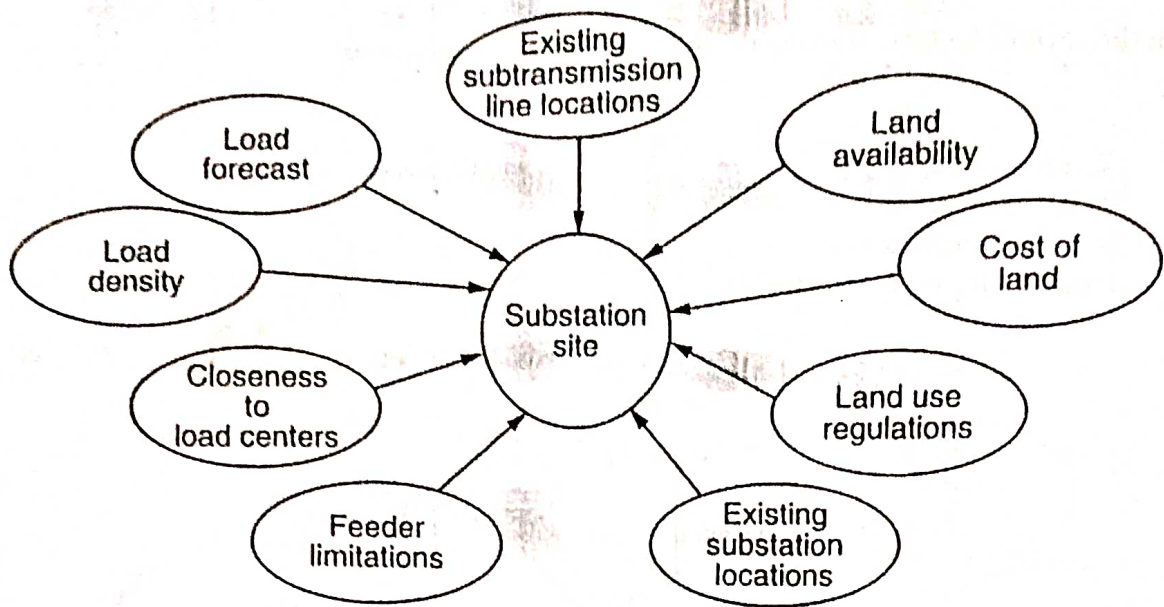 Existing
subtransmission
line locations
Land
availability
Cost of
land
Land use
regulations
Existing
substation
locations
Feeder
limitations
Closeness
to
load centers
Load
density
Load
forecast
Substation
site